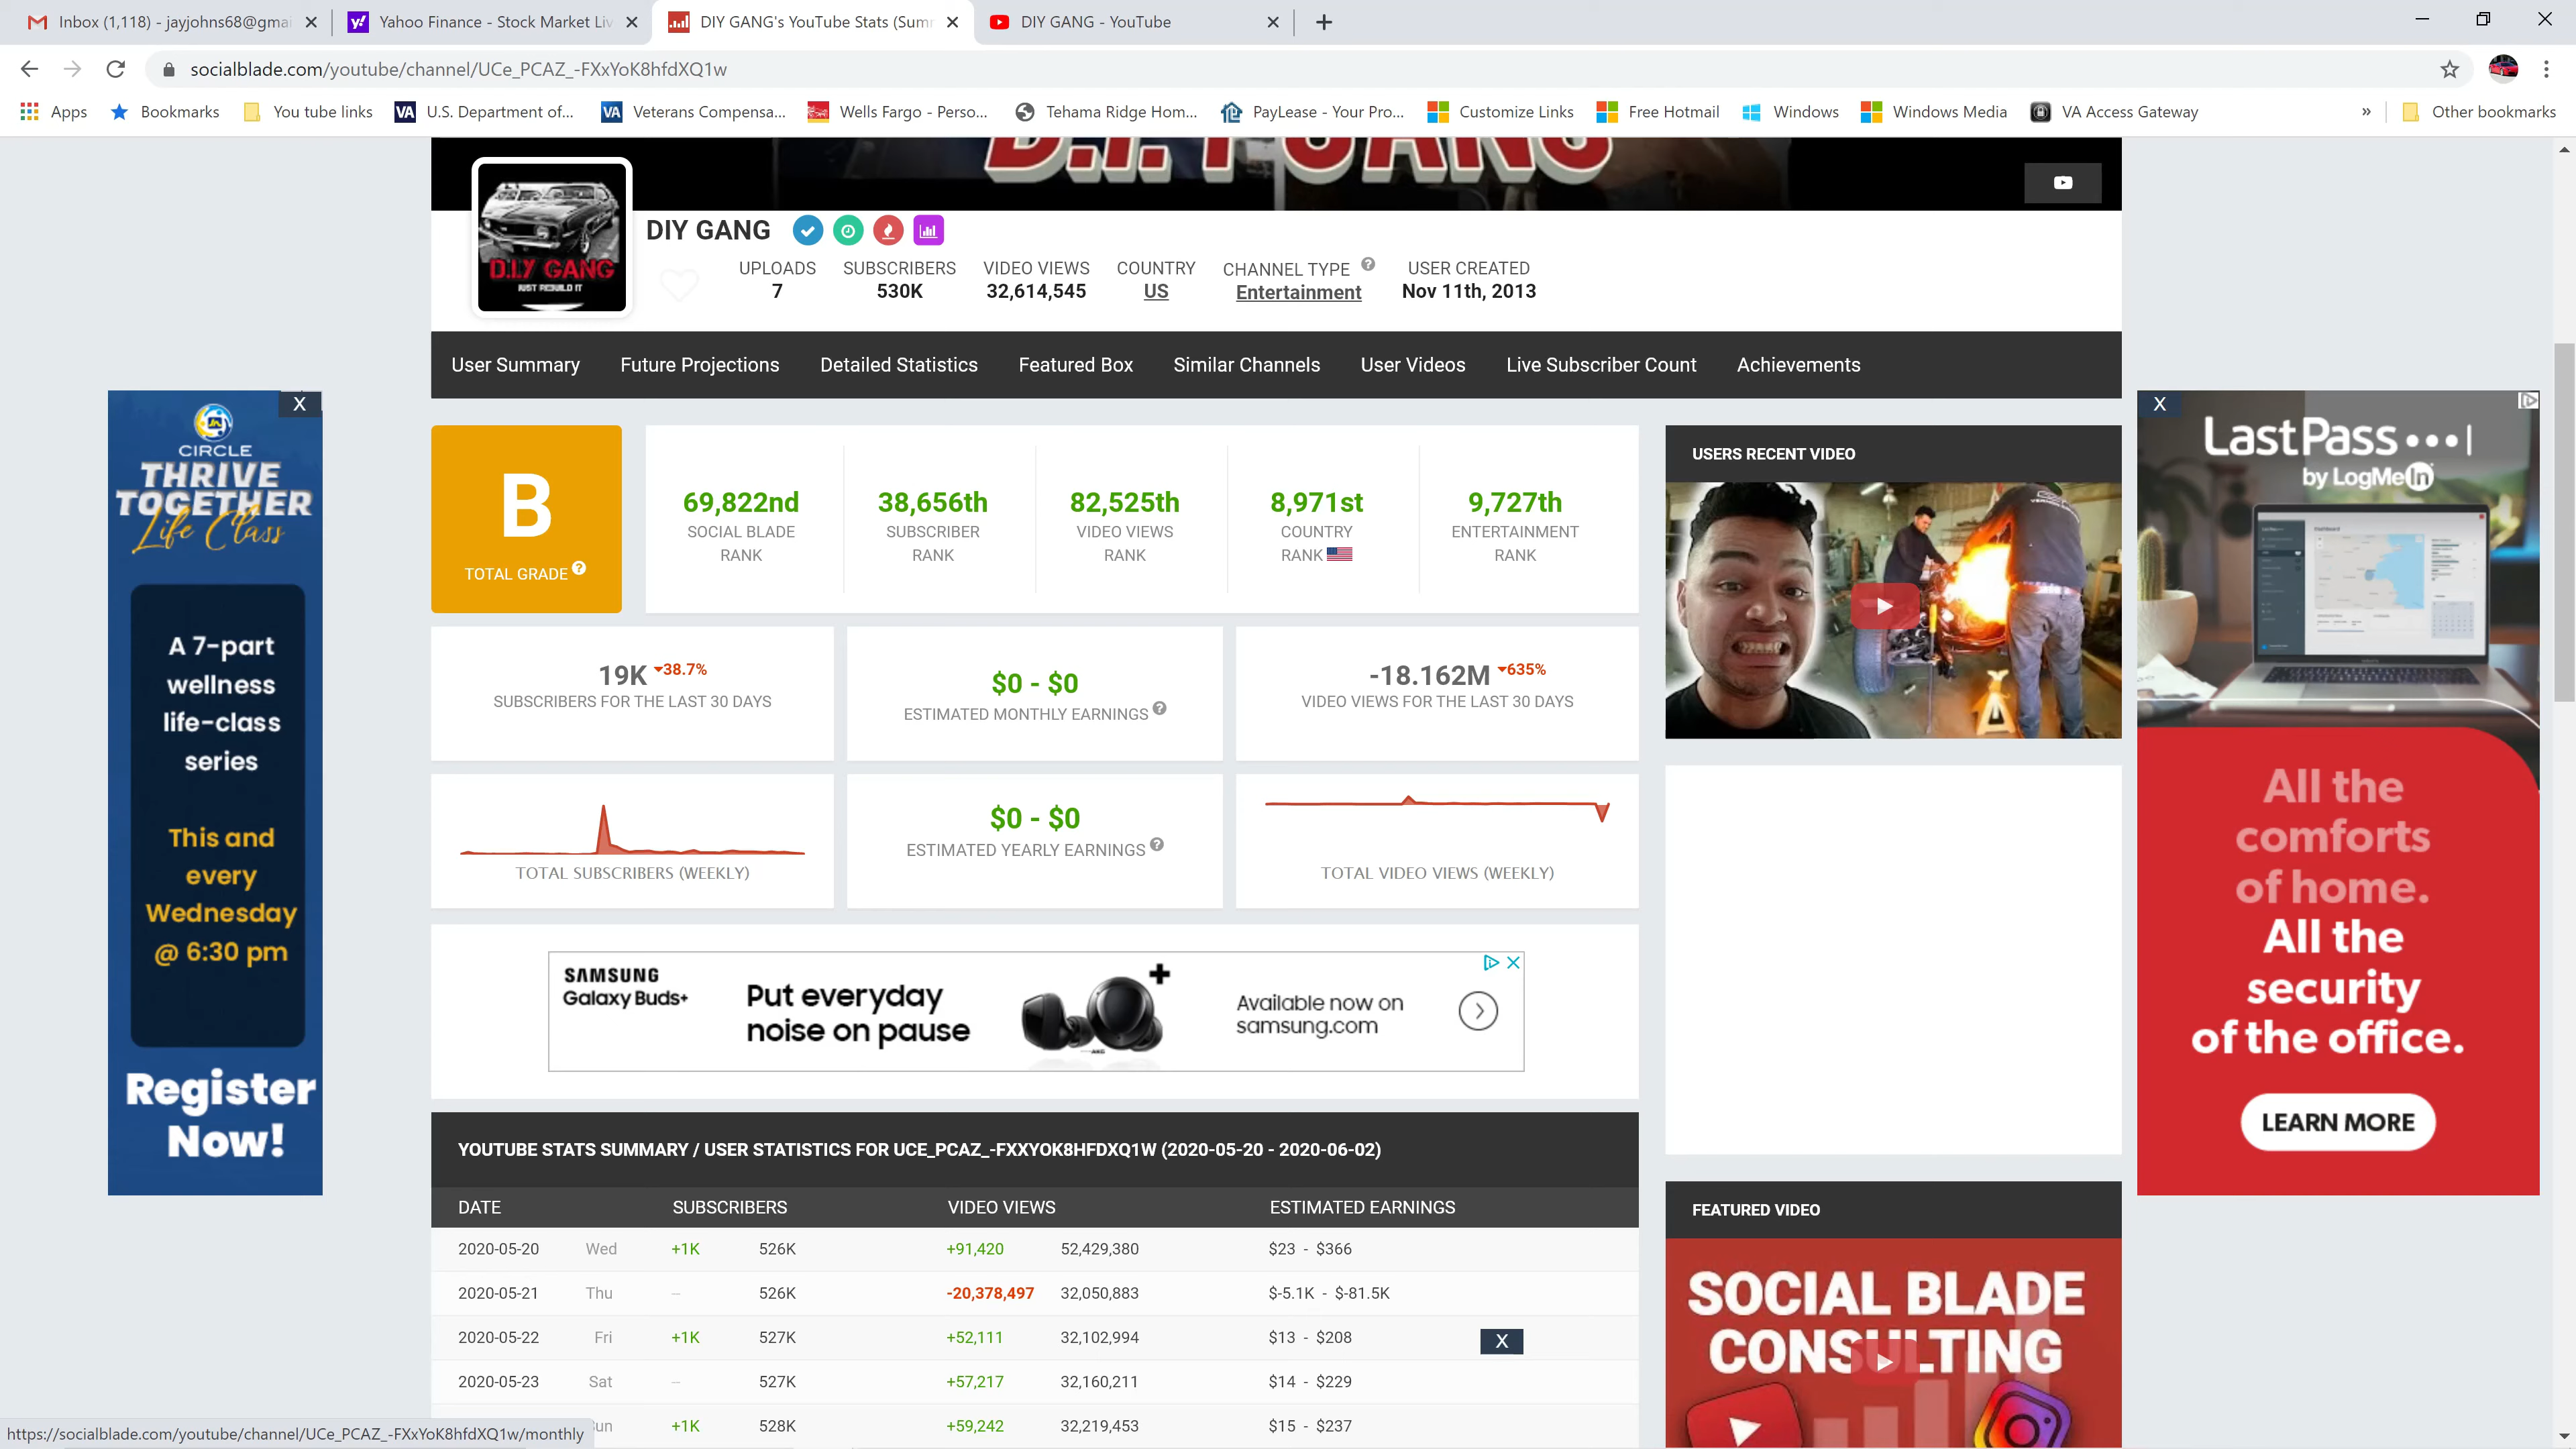 Inbox (1,118) - jayjohns68@gmai
Yahoo Finance - Stock Market Liv
DIY GANG's YouTube Stats (Sum
DIY GANG - YouTube
socialblade.com/youtube/channel/UCe_PCAZ_-FXxYoK8hfdXQ1w
Apps
Bookmarks
You tube links
VA U.S. Department of...
VA Veterans Compensa...
Wells Fargo - Perso...
Tehama Ridge Hom...
PayLease - Your Pro...
Customize Links
Free Hotmail
Windows
Windows Media
VA Access Gateway
»
Other bookmarks
D.I.Y GANG
D.I.Y GANG
JUST REBUILD IT
DIY GANG
UPLOADS SUBSCRIBERS VIDEO VIEWS COUNTRY CHANNEL TYPE ? USER CREATED
7 530K 32,614,545 US Entertainment Nov 11th, 2013
User Summary Future Projections Detailed Statistics Featured Box Similar Channels User Videos Live Subscriber Count Achievements
X
CIRCLE
THRIVE
TOGETHER
Life Class
A 7-part
wellness
life-class
series
This and
every
Wednesday
@ 6:30 pm
Register
Now!
B
TOTAL GRADE ?
69,822nd
SOCIAL BLADE
RANK
38,656th
SUBSCRIBER
RANK
82,525th
VIDEO VIEWS
RANK
8,971st
COUNTRY
RANK
9,727th
ENTERTAINMENT
RANK
19K 38.7%
SUBSCRIBERS FOR THE LAST 30 DAYS
$0 - $0
ESTIMATED MONTHLY EARNINGS ?
-18.162M 635%
VIDEO VIEWS FOR THE LAST 30 DAYS
TOTAL SUBSCRIBERS (WEEKLY)
$0 - $0
ESTIMATED YEARLY EARNINGS ?
TOTAL VIDEO VIEWS (WEEKLY)
SAMSUNG
Galaxy Buds+
Put everyday
noise on pause
Available now on
samsung.com
YOUTUBE STATS SUMMARY / USER STATISTICS FOR UCE_PCAZ_-FXXYOK8HFDXQ1W (2020-05-20 - 2020-06-02)
DATE SUBSCRIBERS VIDEO VIEWS ESTIMATED EARNINGS
2020-05-20 Wed +1K 526K +91,420 52,429,380 $23 - $366
2020-05-21 Thu – 526K -20,378,497 32,050,883 $-5.1K - $-81.5K
2020-05-22 Fri +1K 527K +52,111 32,102,994 $13 - $208
X
2020-05-23 Sat – 527K +57,217 32,160,211 $14 - $229
un +1K 528K +59,242 32,219,453 $15 - $237
https://socialblade.com/youtube/channel/UCe_PCAZ_-FXxYoK8hfdXQ1w/monthly
USERS RECENT VIDEO
FEATURED VIDEO
SOCIAL BLADE
CONSULTING
X
LastPass •••|
by LogMeIn
All the
comforts
of home.
All the
security
of the office.
LEARN MORE